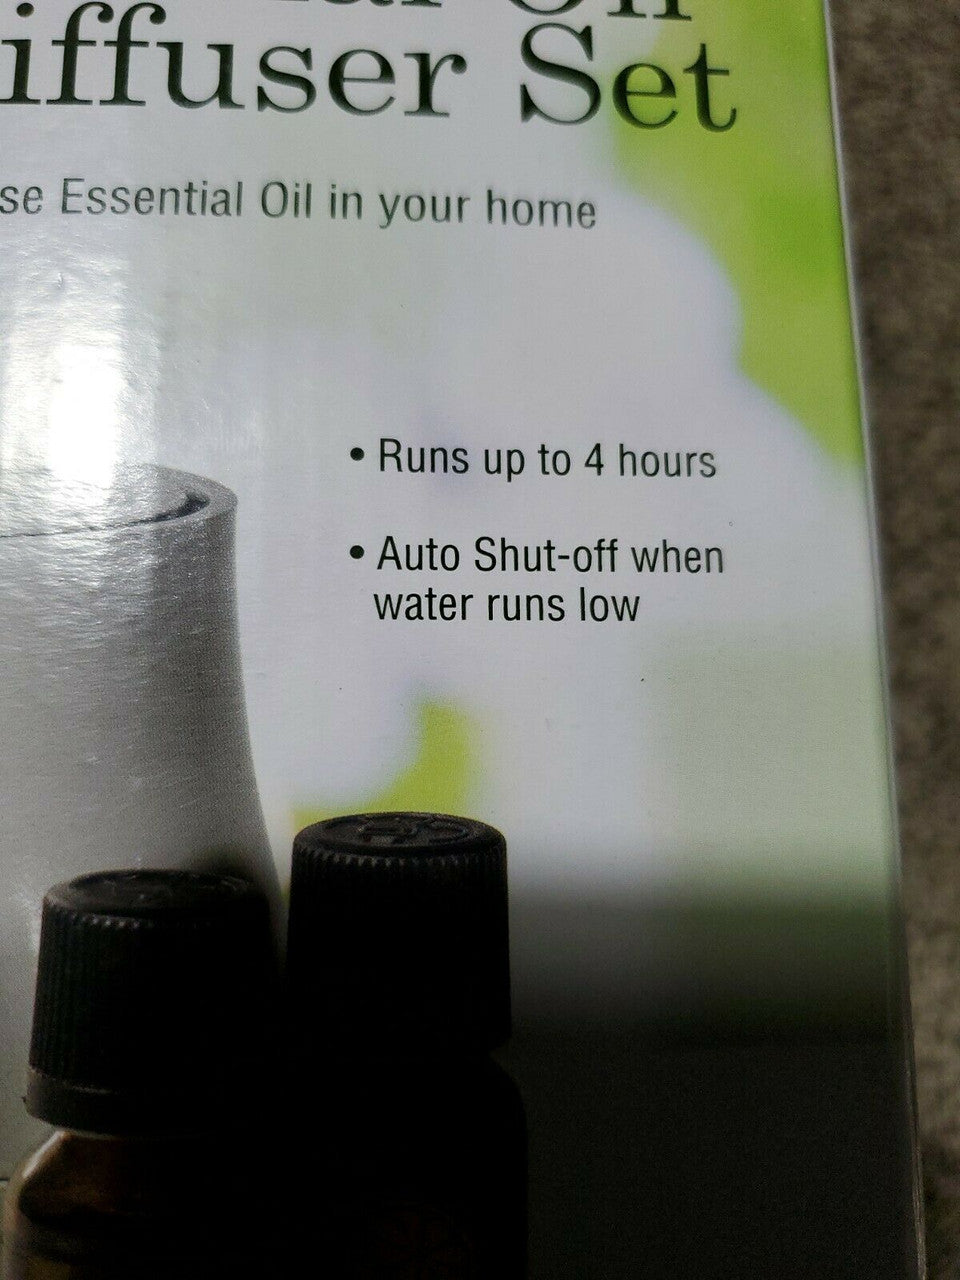 Diffuser Set
se Essential Oil in your home
• Runs up to 4 hours
• Auto Shut-off when
water runs low